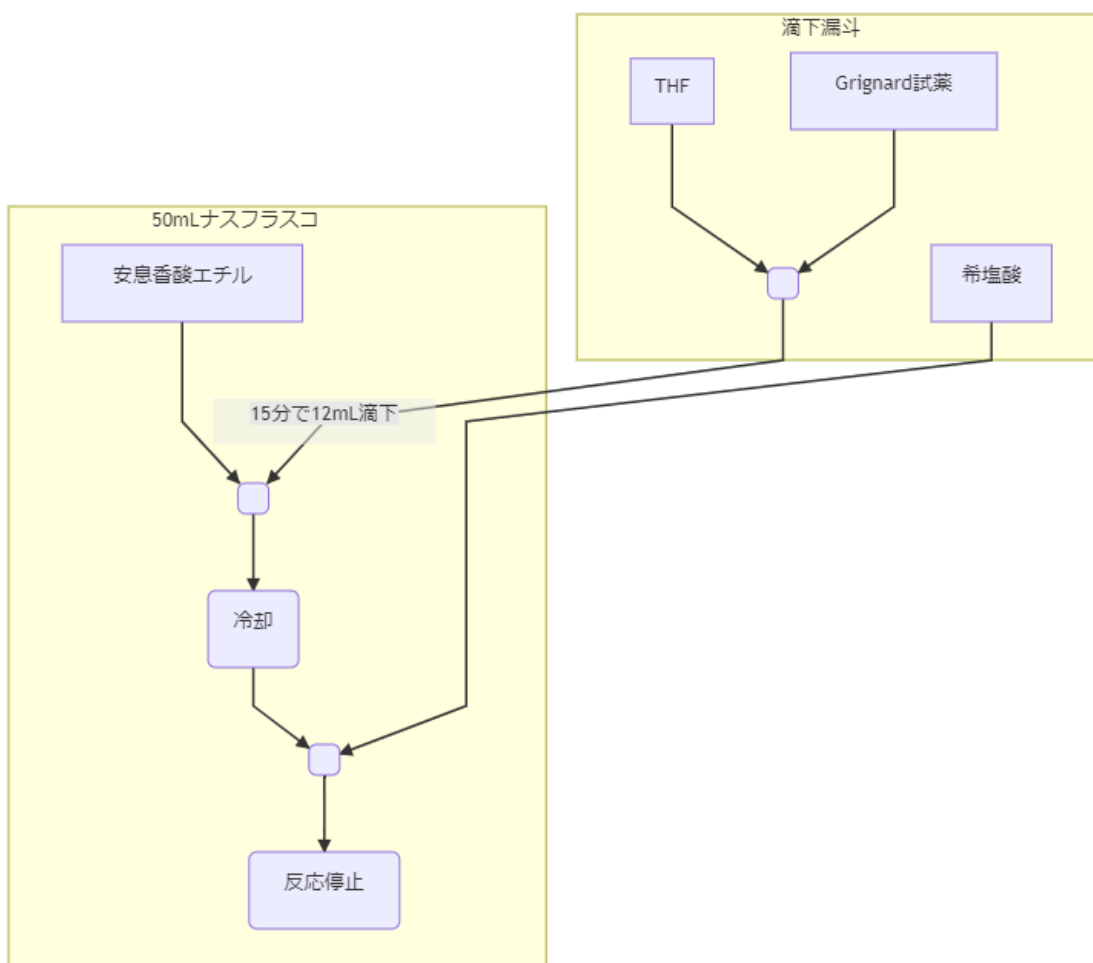 滴下漏斗
THF
Grignard試薬
50mLナスフラスコ
安息香酸エチル
希塩酸
15分で12mL滴下
冷却
反応停止